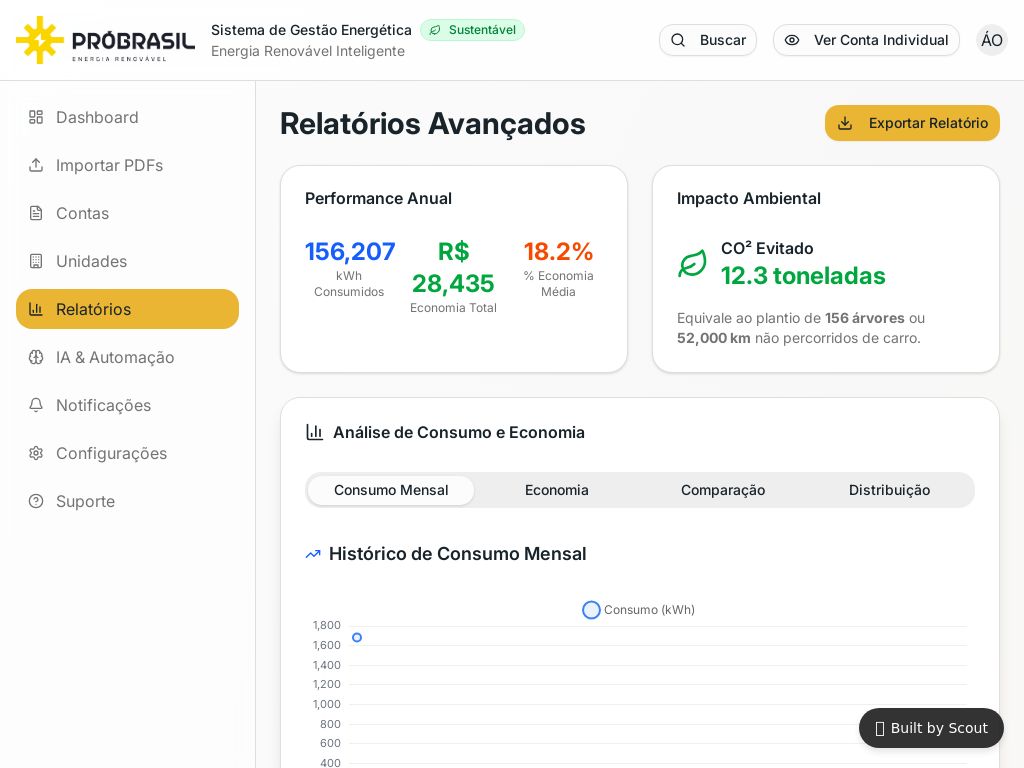 PRÓBRASIL
ENERGIA RENOVÁVEL
Sistema de Gestão Energética
Sustentável
Energia Renovável Inteligente
Buscar
Ver Conta Individual
ÁO
Dashboard
Importar PDFs
Contas
Unidades
Relatórios
IA & Automação
Notificações
Configurações
Suporte
Relatórios Avançados
Exportar Relatório
Performance Anual
156,207
kWh
Consumidos
R$
28,435
Economia Total
18.2%
% Economia
Média
Impacto Ambiental
CO² Evitado
12.3 toneladas
Equivale ao plantio de 156 árvores ou
52,000 km não percorridos de carro.
Análise de Consumo e Economia
Consumo Mensal
Economia
Comparação
Distribuição
Histórico de Consumo Mensal
Consumo (kWh)
1,800
1,600
1,400
1,200
1,000
800
600
400
Built by Scout